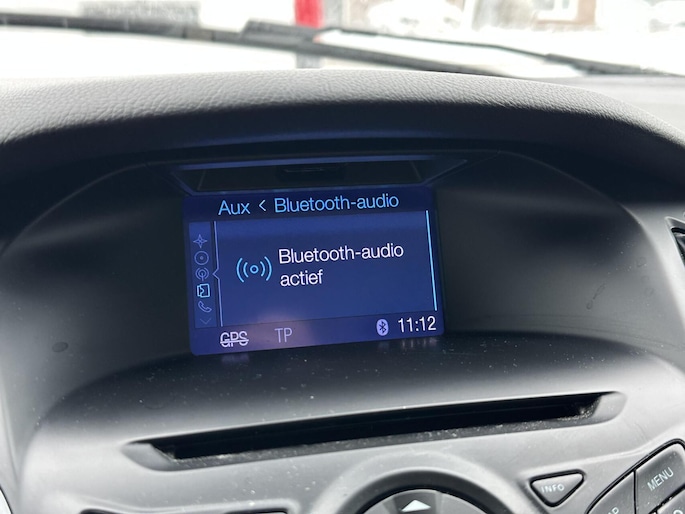 Aux < Bluetooth-audio
Bluetooth-audio
actief
GPS TP 11:12
INFO
MENU